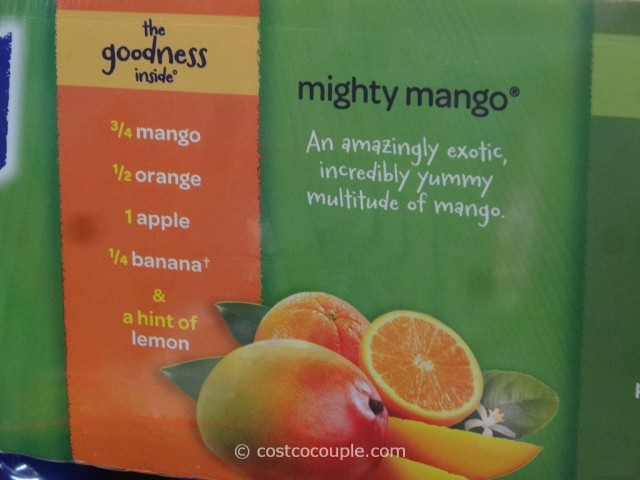 the
goodness
inside®
3/4 mango
1/2 orange
1 apple
1/4 banana†
&
a hint of
lemon
mighty mango®
An amazingly exotic,
incredibly yummy
multitude of mango.
© costcocouple.com